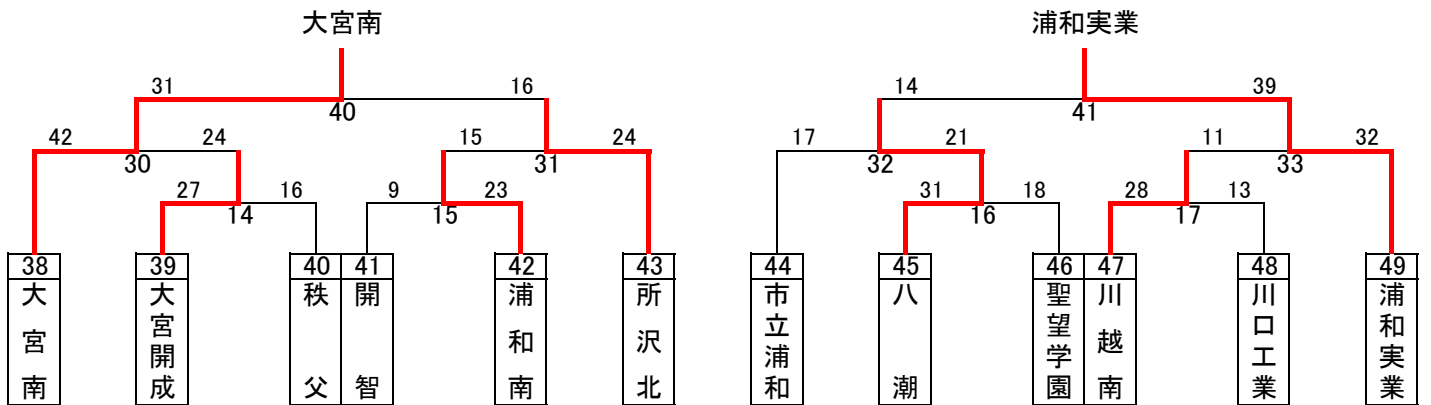 大宮南 浦和実業
31 16 14 39
40 41
42 24 15 24 17 21 11 32
30 31 32 33
27 16 9 23 31 18 28 13
14 15 16 17
38 39 40 41 42 43 44 45 46 47 48 49
大宮南
大宮開成
秩父
開智
浦和南
所沢北
市立浦和
八潮
聖望学園
川越南
川口工業
浦和実業